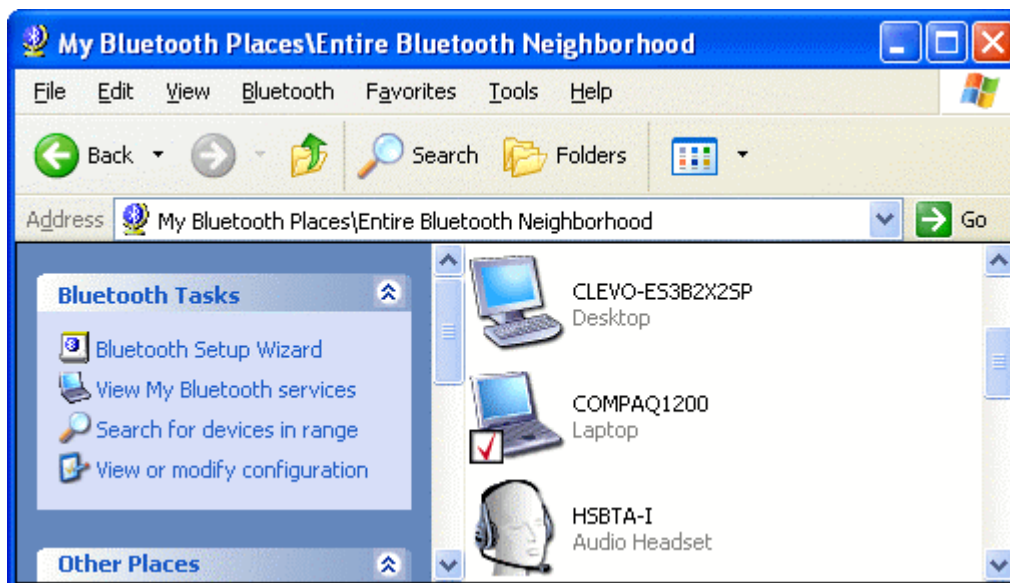 My Bluetooth Places\Entire Bluetooth Neighborhood
File Edit View Bluetooth Favorites Tools Help
Back Search Folders
Address My Bluetooth Places\Entire Bluetooth Neighborhood Go
Bluetooth Tasks
Bluetooth Setup Wizard
View My Bluetooth services
Search for devices in range
View or modify configuration
Other Places
CLEVO-ES3B2X2SP
Desktop
COMPAQ1200
Laptop
HSBTA-I
Audio Headset